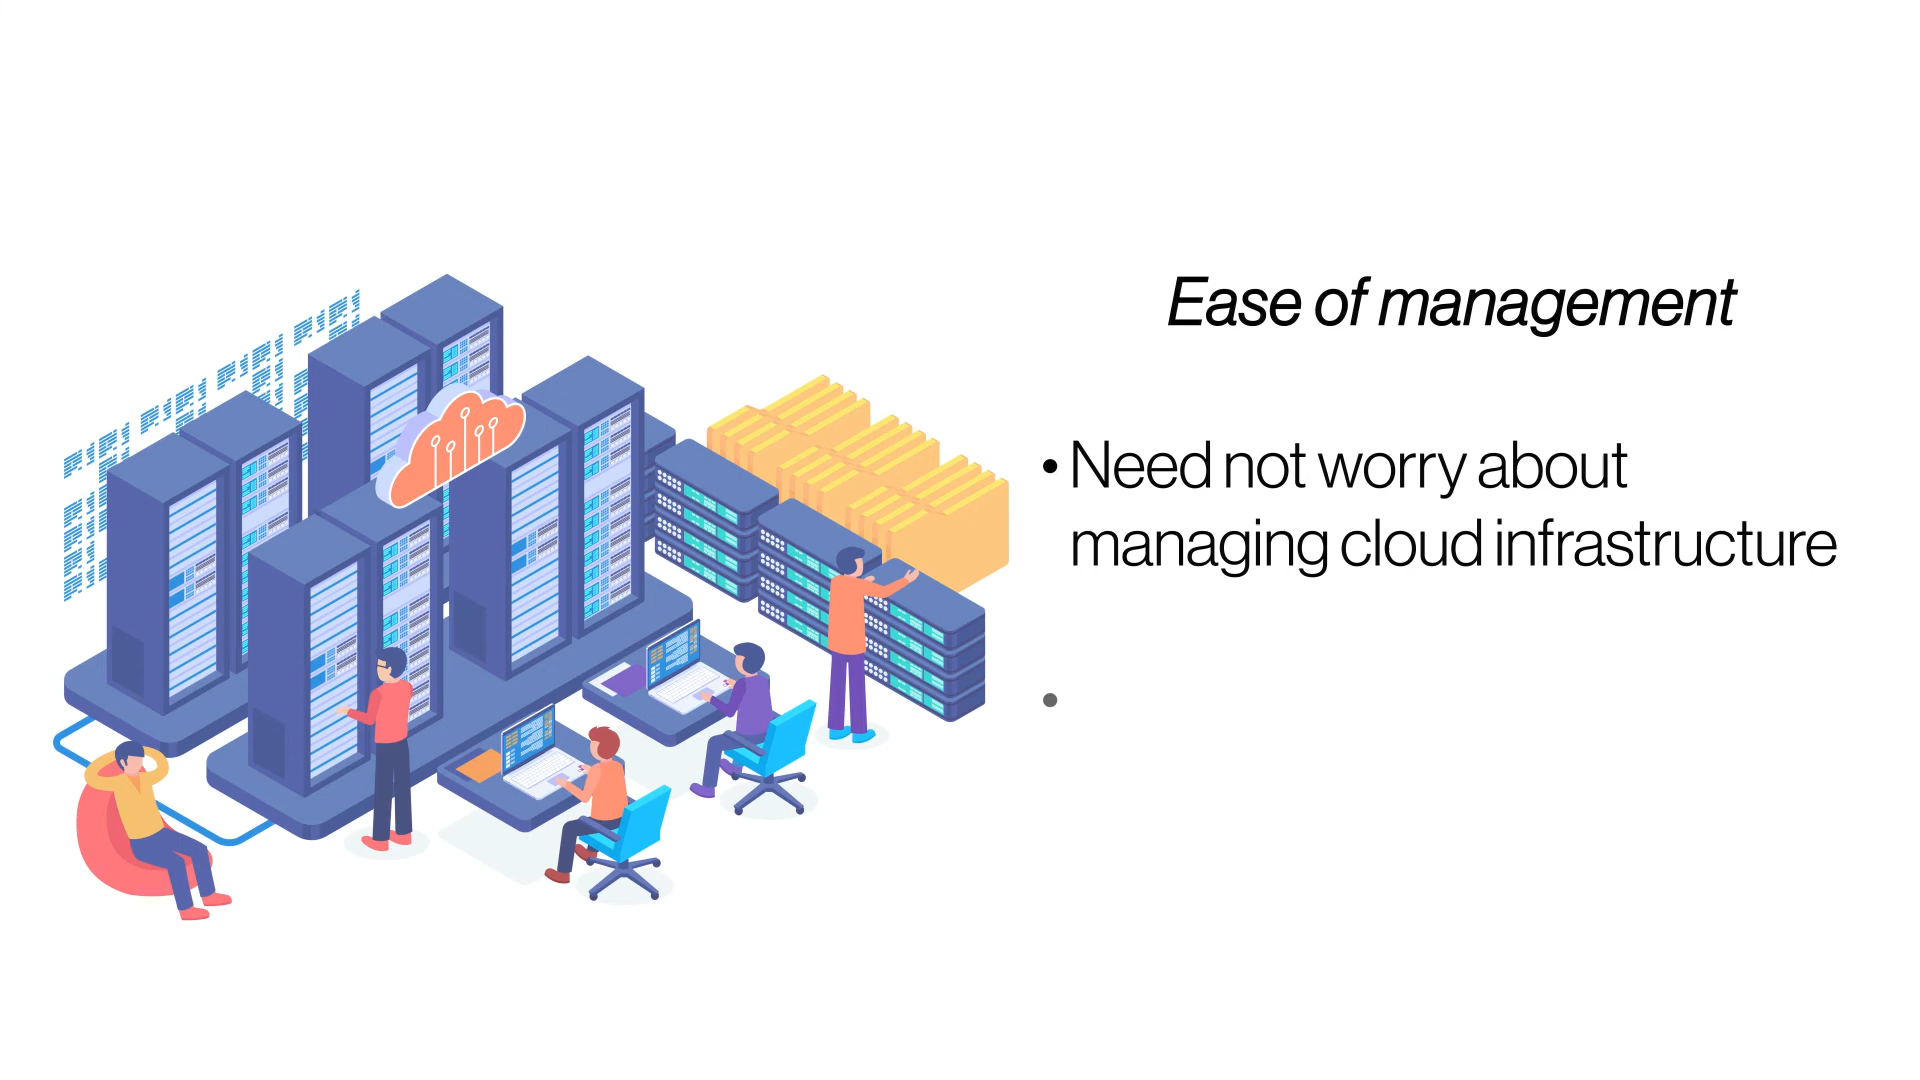 Ease of management
• Need not worry about
managing cloud infrastructure
•